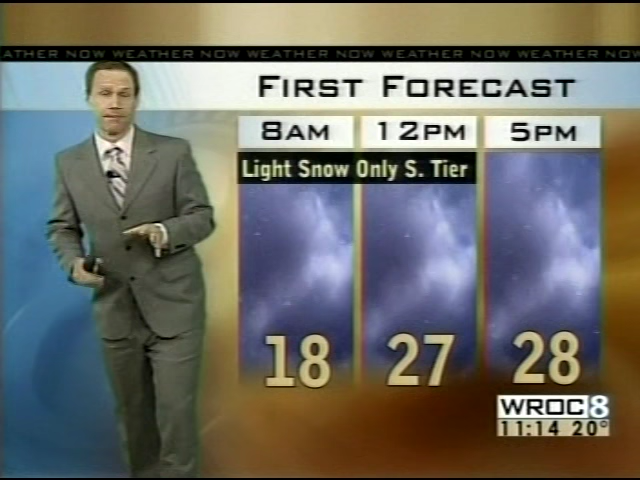 ATHER NOW WEATHER NOW WEATHER NOW WEATHER NOW WEATHER NOW
FIRST FORECAST
8AM 12PM 5PM
Light Snow Only S. Tier
18 27 28
WROC 8
11:14 20°